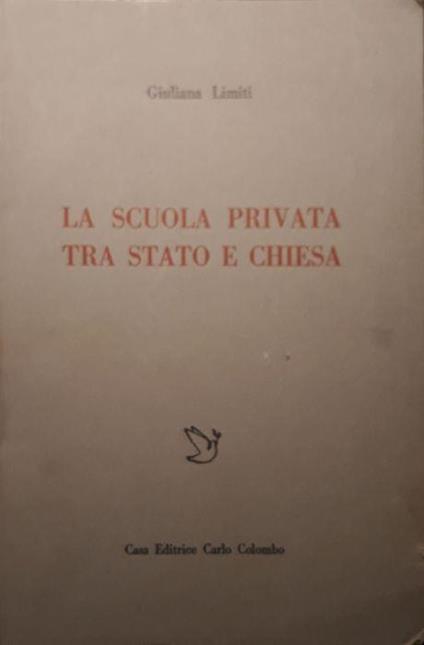 Giuliana Limiti
LA SCUOLA PRIVATA
TRA STATO E CHIESA
Casa Editrice Carlo Colombo